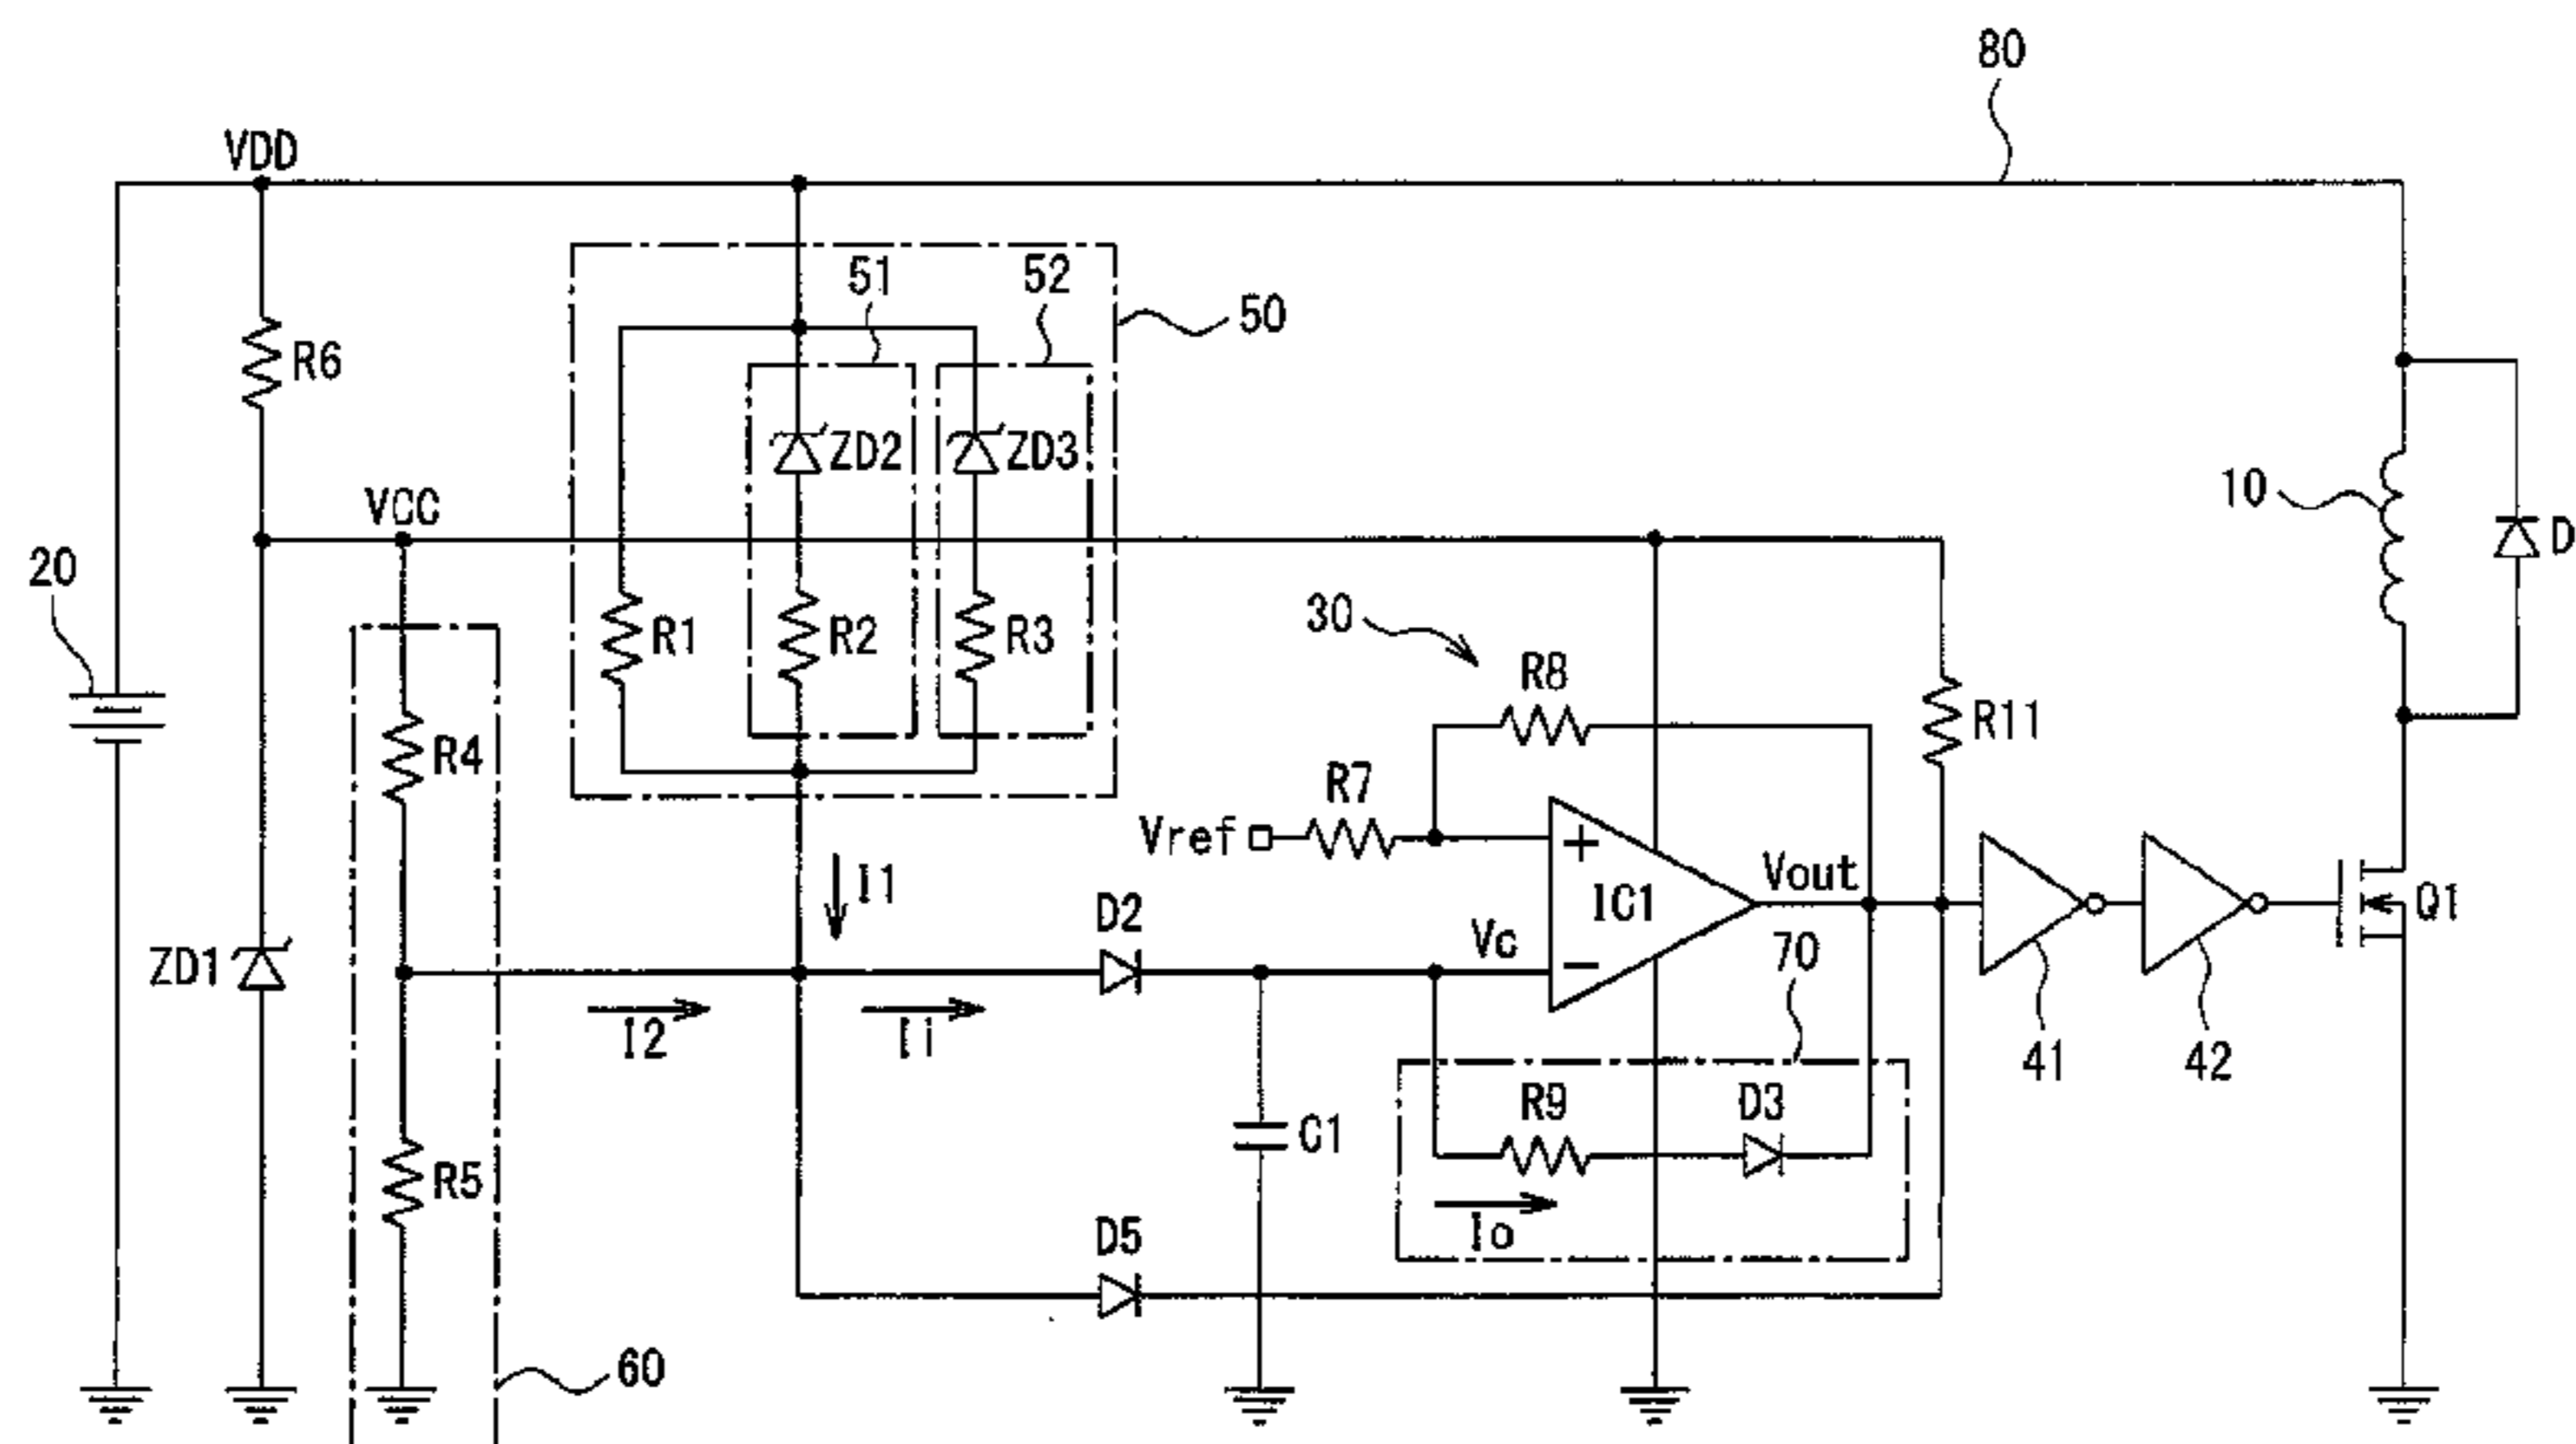 80
VDD
51
52
50
R6
ZD2
ZD3
VCC
10
D
20
R1
R2
R3
30
R8
R11
R4
R7
Vref
I1
D2
Vc
IC1
Vout
Q1
ZD1
70
I2
Ii
41
42
R9
D3
C1
R5
D5
Io
60